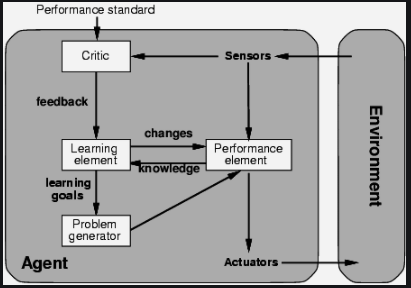 Performance standard
Critic
Sensors
feedback
changes
Learning
element
Performance
element
knowledge
learning
goals
Problem
generator
Agent
Actuators
Environment